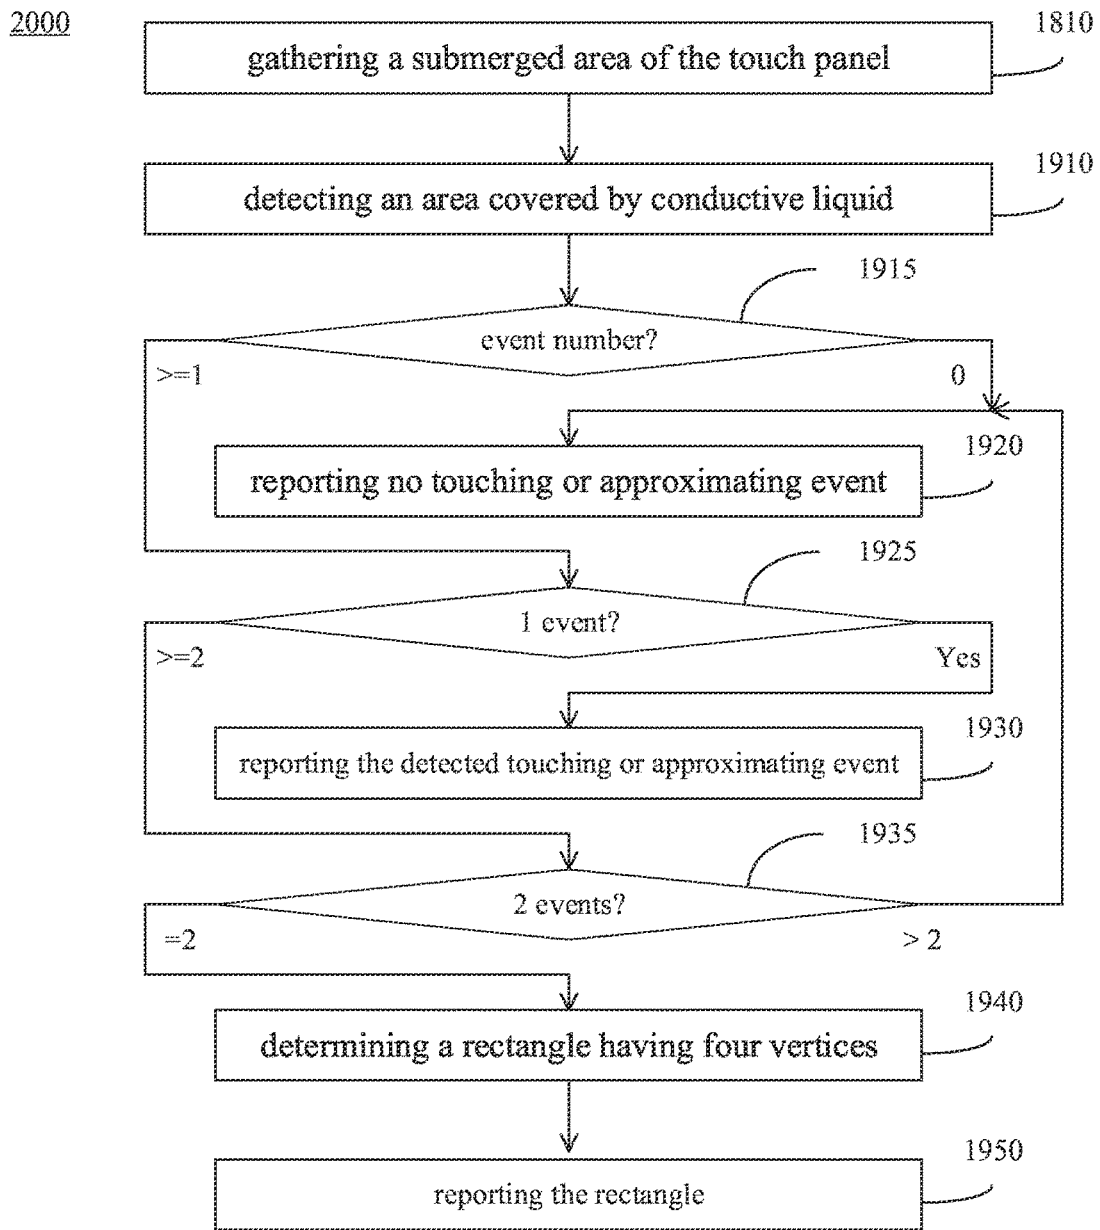 2000
1810
gathering a submerged area of the touch panel
1910
detecting an area covered by conductive liquid
1915
event number?
>=1
0
1920
reporting no touching or approximating event
1925
1 event?
>=2
Yes
1930
reporting the detected touching or approximating event
1935
2 events?
=2
> 2
1940
determining a rectangle having four vertices
1950
reporting the rectangle